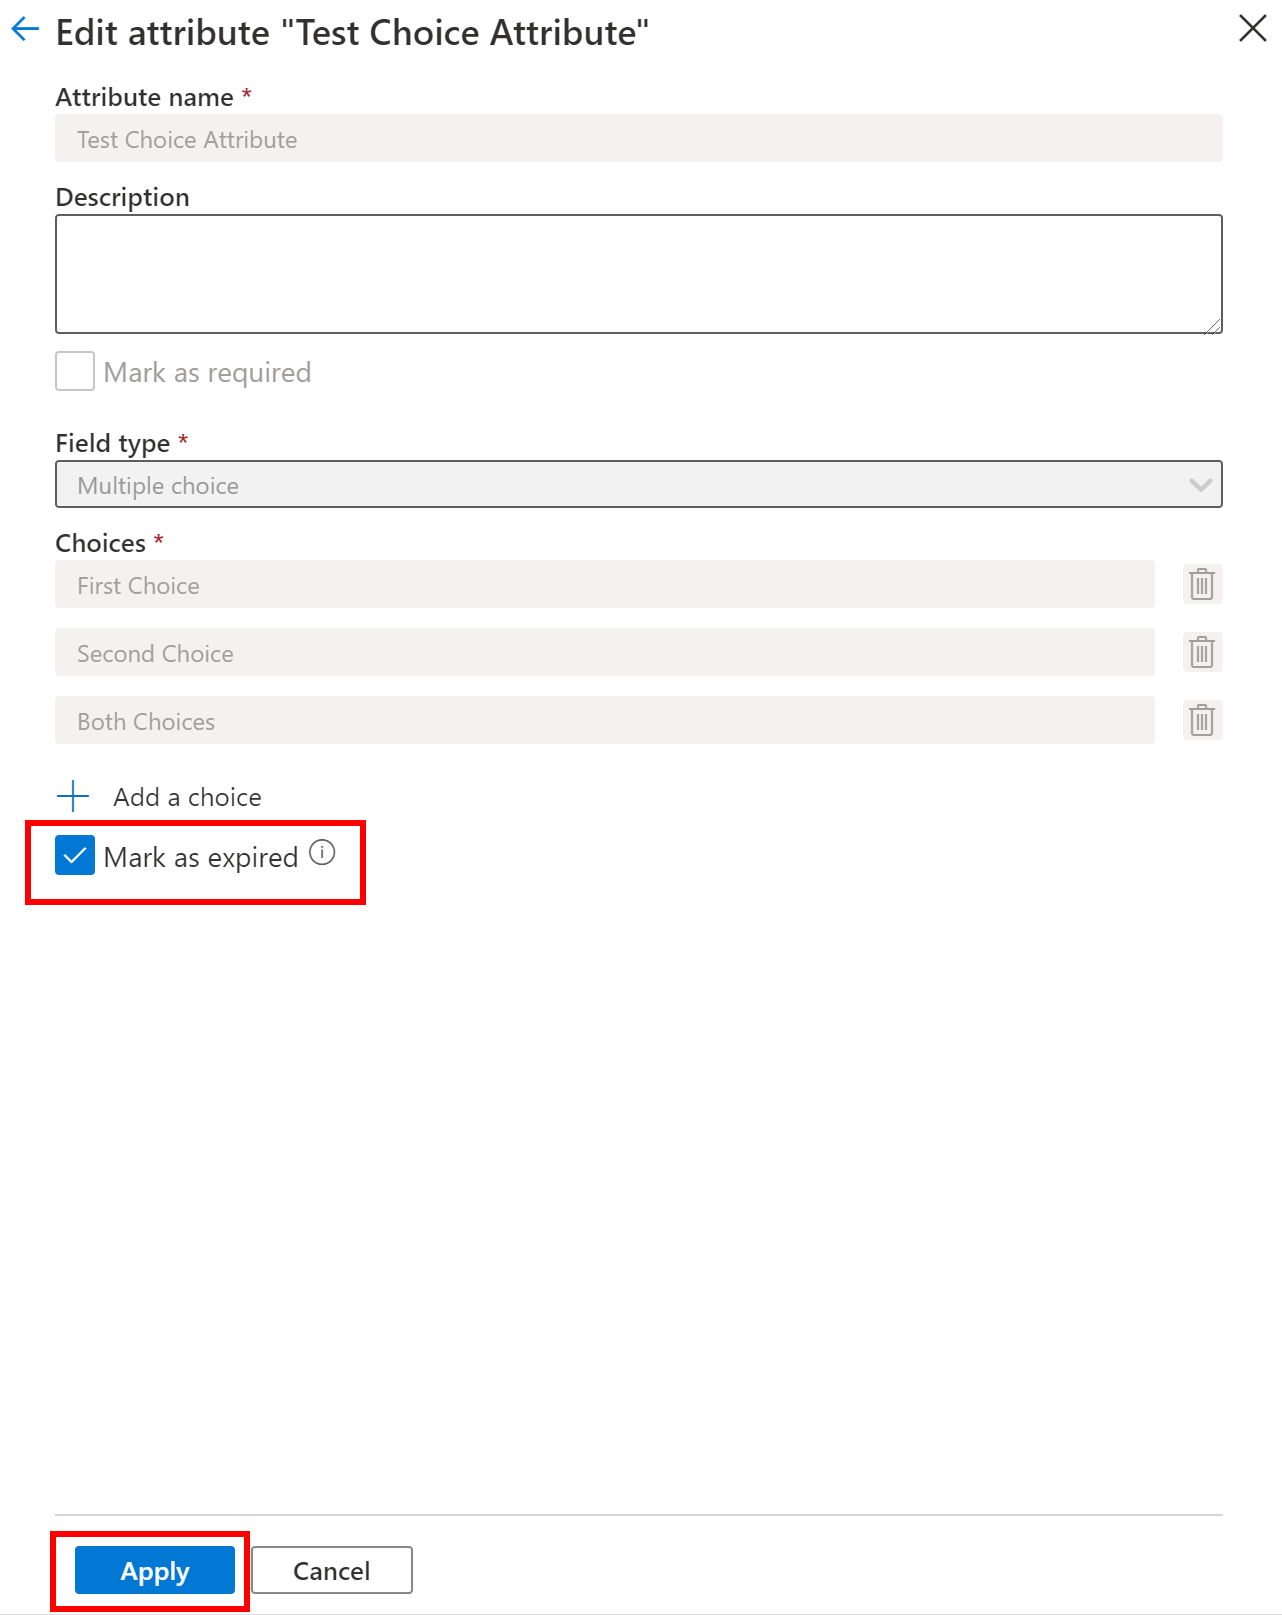 Edit attribute "Test Choice Attribute"
Attribute name *
Test Choice Attribute
Description
Mark as required
Field type *
Multiple choice
Choices *
First Choice
Second Choice
Both Choices
Add a choice
Mark as expired
Apply Cancel